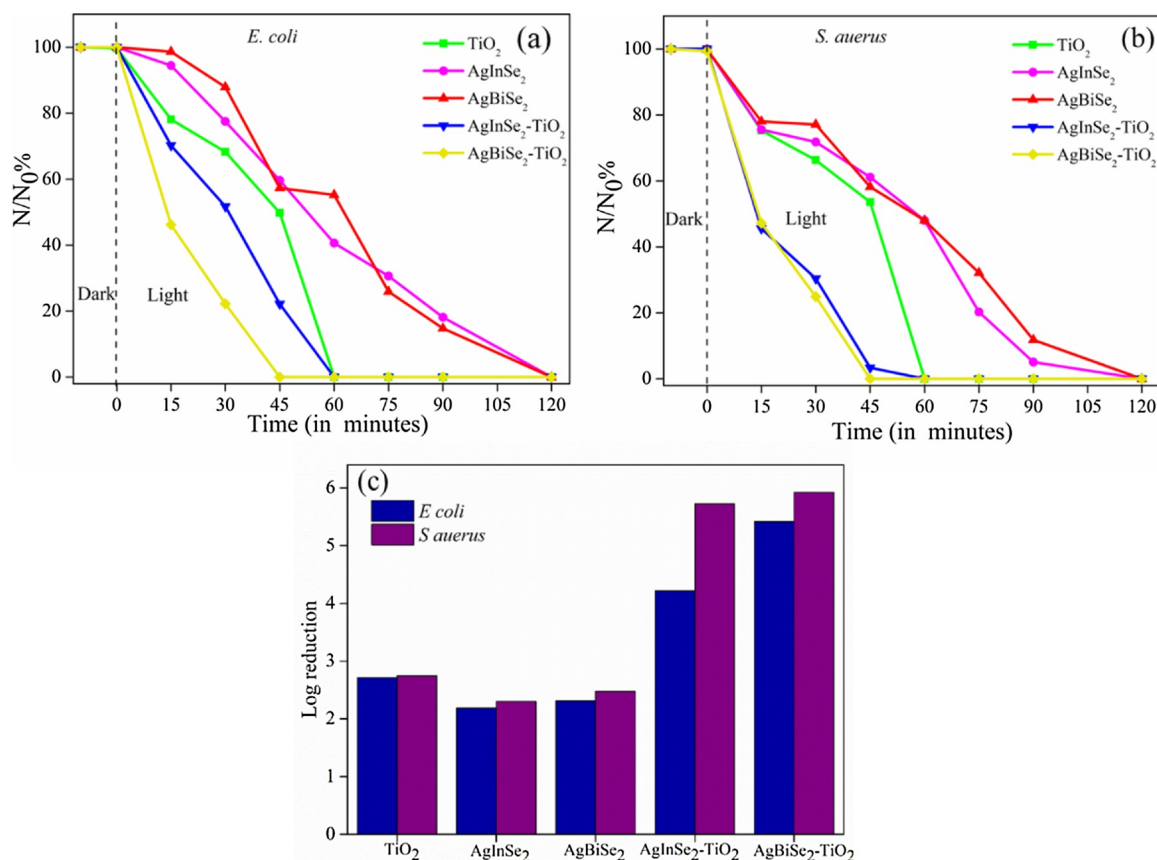 E. coli
(a)
TiO2
AgInSe2
AgBiSe2
AgInSe2-TiO2
AgBiSe2-TiO2
100
80
60
40
20
0
N/N0%
Dark
Light
0 15 30 45 60 75 90 105 120
Time (in minutes)
S. auerus
(b)
TiO2
AgInSe2
AgBiSe2
AgInSe2-TiO2
AgBiSe2-TiO2
100
80
60
40
20
0
N/N0%
Dark
Light
0 15 30 45 60 75 90 105 120
Time (in minutes)
(c)
E coli
S auerus
6
5
4
3
2
1
0
Log reduction
TiO2 AgInSe2 AgBiSe2 AgInSe2-TiO2 AgBiSe2-TiO2